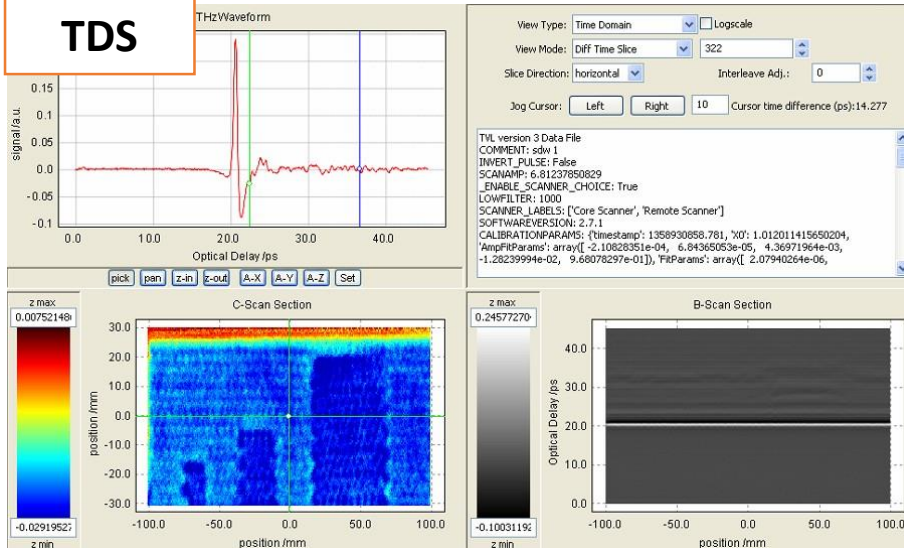 TDS
THzWaveform
signal/a.u.
0.15
0.1
0.05
0.0
-0.05
-0.1
0.0 10.0 20.0 30.0 40.0
Optical Delay /ps
pick pan z-in z-out A-X A-Y A-Z Set
View Type: Time Domain Logscale
View Mode: Diff Time Slice 322
Slice Direction: horizontal Interleave Adj.: 0
Jog Cursor: Left Right 10 Cursor time difference (ps):14.277
TVL version 3 Data File
COMMENT: sdw 1
INVERT_PULSE: False
SCANAMP: 6.81237850829
_ENABLE_SCANNER_CHOICE: True
LOWFILTER: 1000
SCANNER_LABELS: ['Core Scanner', 'Remote Scanner']
SOFTWAREVERSION: 2.7.1
CALIBRATIONPARAMS: {'timestamp': 1358930858.781, 'X0': 1.012011415650204,
'AmpFitParams': array([ -2.10828351e-04, 6.84365053e-05, 4.36971964e-03,
-1.28239994e-02, 9.68078297e-01]), 'FitParams': array([ 2.07940264e-06,
z max
0.0075214
-0.0291952
z min
C-Scan Section
30.0
20.0
10.0
0.0
-10.0
-20.0
-30.0
position /mm
-100.0 -50.0 0.0 50.0 100.0
position /mm
z max
0.2457727
-0.1003119
z min
B-Scan Section
40.0
30.0
20.0
10.0
0.0
Optical Delay /ps
-100.0 -50.0 0.0 50.0 100.0
position /mm